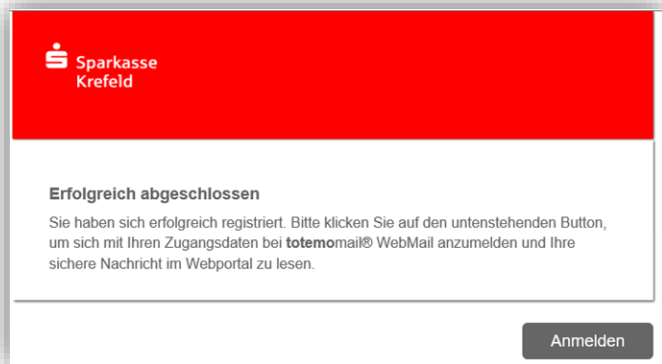 Sparkasse
Krefeld
Erfolgreich abgeschlossen
Sie haben sich erfolgreich registriert. Bitte klicken Sie auf den untenstehenden Button,
um sich mit Ihren Zugangsdaten bei totemomail® WebMail anzumelden und Ihre
sichere Nachricht im Webportal zu lesen.
Anmelden